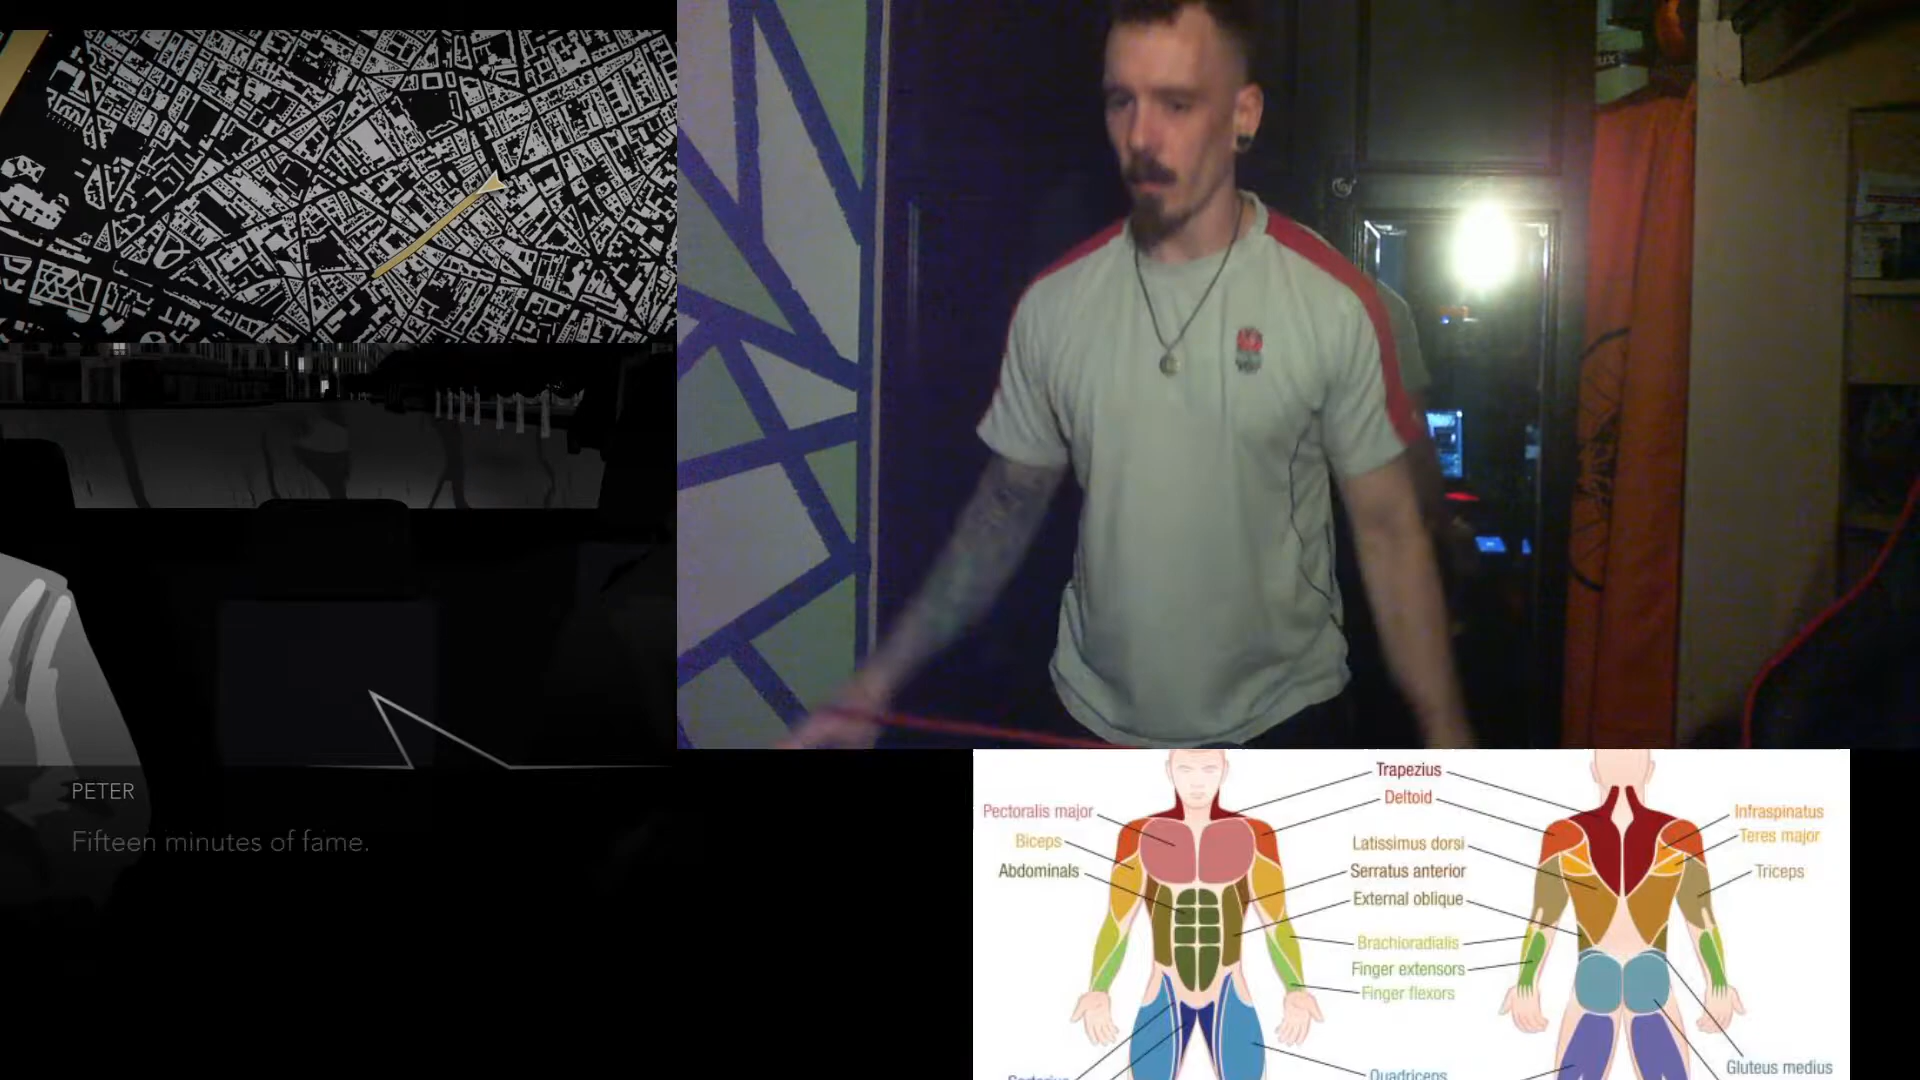 PETER
Fifteen minutes of fame.
Trapezius
Pectoralis major
Deltoid
Infraspinatus
Biceps
Latissimus dorsi
Teres major
Abdominals
Serratus anterior
Triceps
External oblique
Brachioradialis
Finger extensors
Finger flexors
Gluteus medius
Quadriceps